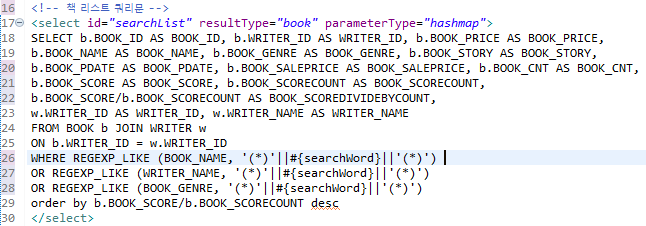 16 <!-- 책 리스트 쿼리문 -->
17 <select id="searchList" resultType="book" parameterType="hashmap">
18 SELECT b.BOOK_ID AS BOOK_ID, b.WRITER_ID AS WRITER_ID, b.BOOK_PRICE AS BOOK_PRICE,
19 b.BOOK_NAME AS BOOK_NAME, b.BOOK_GENRE AS BOOK_GENRE, b.BOOK_STORY AS BOOK_STORY,
20 b.BOOK_PDATE AS BOOK_PDATE, b.BOOK_SALEPRICE AS BOOK_SALEPRICE, b.BOOK_CNT AS BOOK_CNT,
21 b.BOOK_SCORE AS BOOK_SCORE, b.BOOK_SCORECOUNT AS BOOK_SCORECOUNT,
22 b.BOOK_SCORE/b.BOOK_SCORECOUNT AS BOOK_SCOREDIVIDEBYCOUNT,
23 w.WRITER_ID AS WRITER_ID, w.WRITER_NAME AS WRITER_NAME
24 FROM BOOK b JOIN WRITER w
25 ON b.WRITER_ID = w.WRITER_ID
26 WHERE REGEXP_LIKE (BOOK_NAME, '(*)'||#{searchWord}||'(*)')
27 OR REGEXP_LIKE (WRITER_NAME, '(*)'||#{searchWord}||'(*)')
28 OR REGEXP_LIKE (BOOK_GENRE, '(*)'||#{searchWord}||'(*)')
29 order by b.BOOK_SCORE/b.BOOK_SCORECOUNT desc
30 </select>